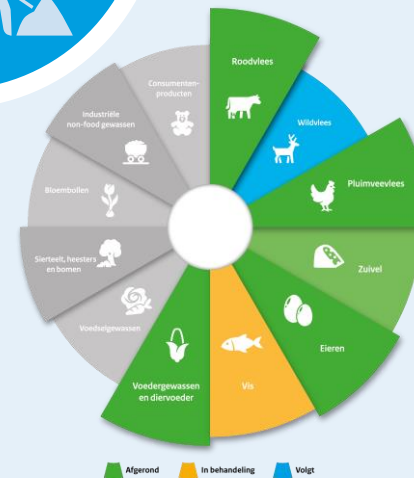 Roodvlees
Wildvlees
Pluimveevlees
Zuivel
Eieren
Vis
Voedergewassen
en diervoeder
Voedselgewassen
Sierteelt, heesters
en bomen
Bloembollen
Industriële
non-food gewassen
Consumenten-
producten
Afgerond
In behandeling
Volgt